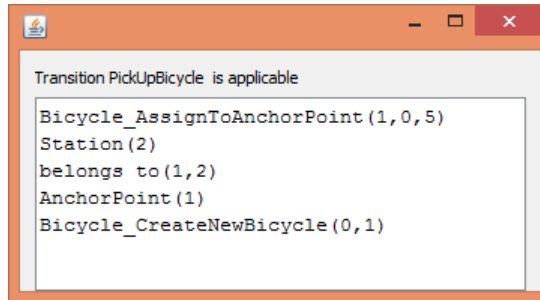 Transition PickUpBicycle is applicable
Bicycle_AssignToAnchorPoint(1,0,5)
Station(2)
belongs to(1,2)
AnchorPoint(1)
Bicycle_CreateNewBicycle(0,1)